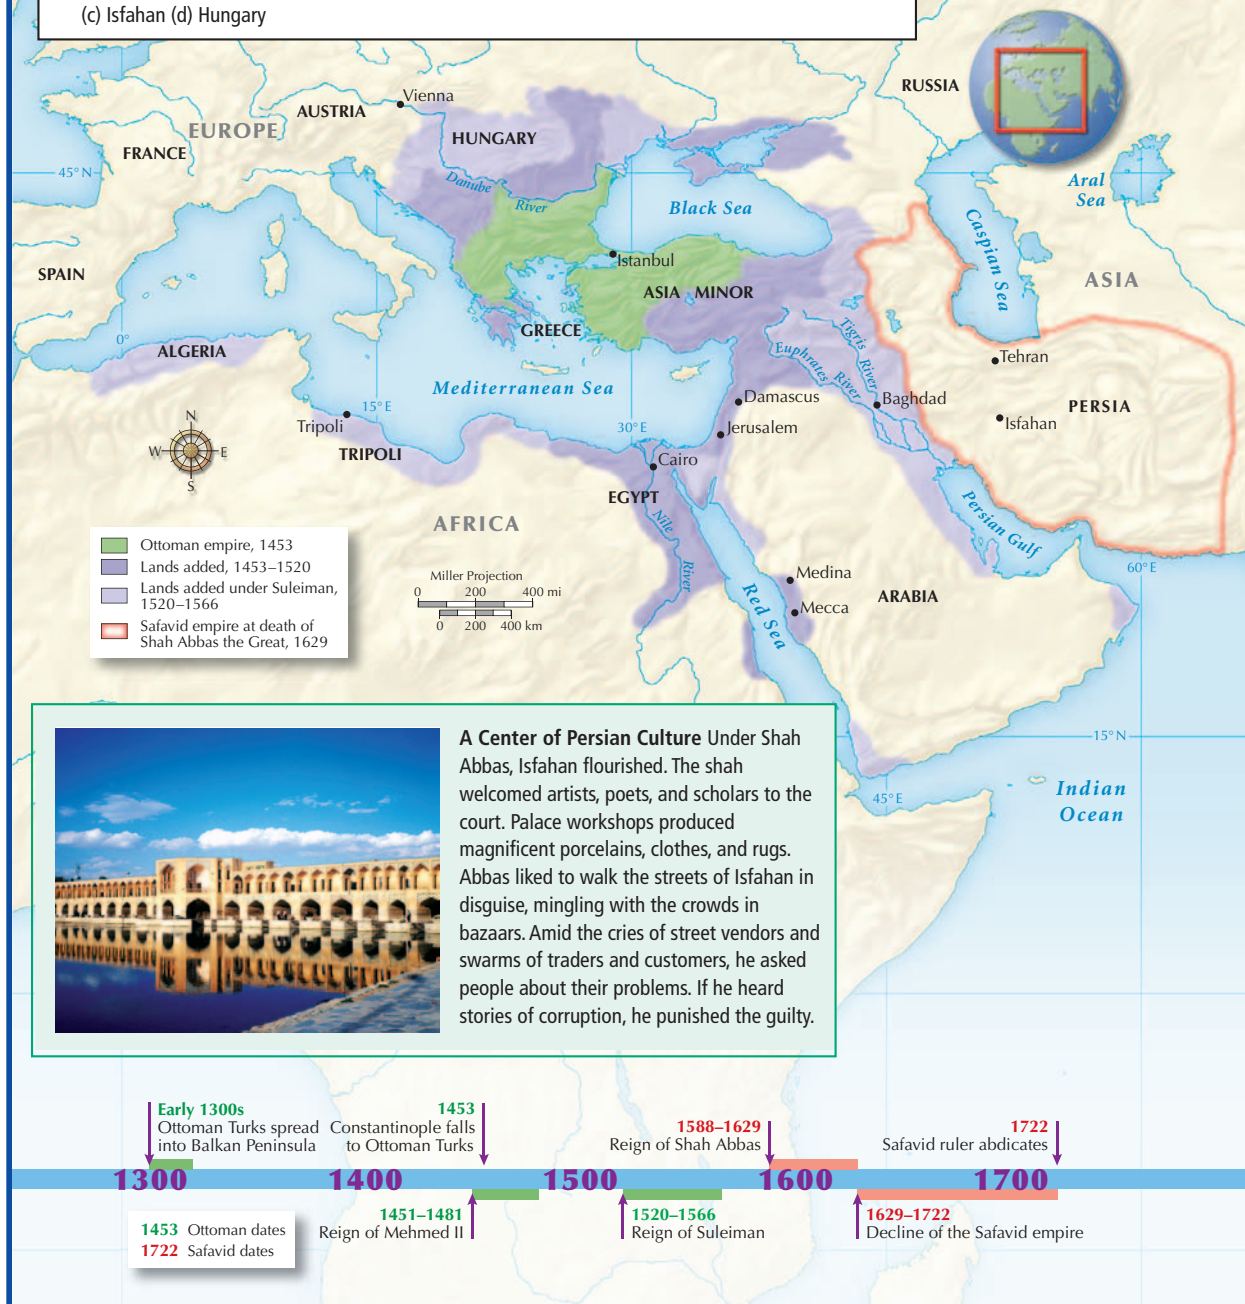 (c) Isfahan (d) Hungary
RUSSIA
Vienna
AUSTRIA
EUROPE
HUNGARY
FRANCE
45°N
Danube
River
Aral
Sea
Black Sea
Caspian Sea
SPAIN
Istanbul
ASIA
ASIA MINOR
GREECE
0°
ALGERIA
Tigris
River
Euphrates
River
Tehran
Mediterranean Sea
Damascus
Baghdad
PERSIA
15°E
Tripoli
30°E
Jerusalem
Isfahan
N
W
E
S
TRIPOLI
Cairo
EGYPT
Nile
River
AFRICA
Persian Gulf
60°E
Ottoman empire, 1453
Lands added, 1453–1520
Lands added under Suleiman,
1520–1566
Safavid empire at death of
Shah Abbas the Great, 1629
Miller Projection
0 200 400 mi
0 200 400 km
Medina
Mecca
Red Sea
ARABIA
15°N
45°E
Indian
Ocean
A Center of Persian Culture Under Shah
Abbas, Isfahan flourished. The shah
welcomed artists, poets, and scholars to the
court. Palace workshops produced
magnificent porcelains, clothes, and rugs.
Abbas liked to walk the streets of Isfahan in
disguise, mingling with the crowds in
bazaars. Amid the cries of street vendors and
swarms of traders and customers, he asked
people about their problems. If he heard
stories of corruption, he punished the guilty.
Early 1300s
Ottoman Turks spread
into Balkan Peninsula
1453
Constantinople falls
to Ottoman Turks
1588–1629
Reign of Shah Abbas
1722
Safavid ruler abdicates
1300 1400 1500 1600 1700
1451–1481
Reign of Mehmed II
1520–1566
Reign of Suleiman
1629–1722
Decline of the Safavid empire
1453 Ottoman dates
1722 Safavid dates